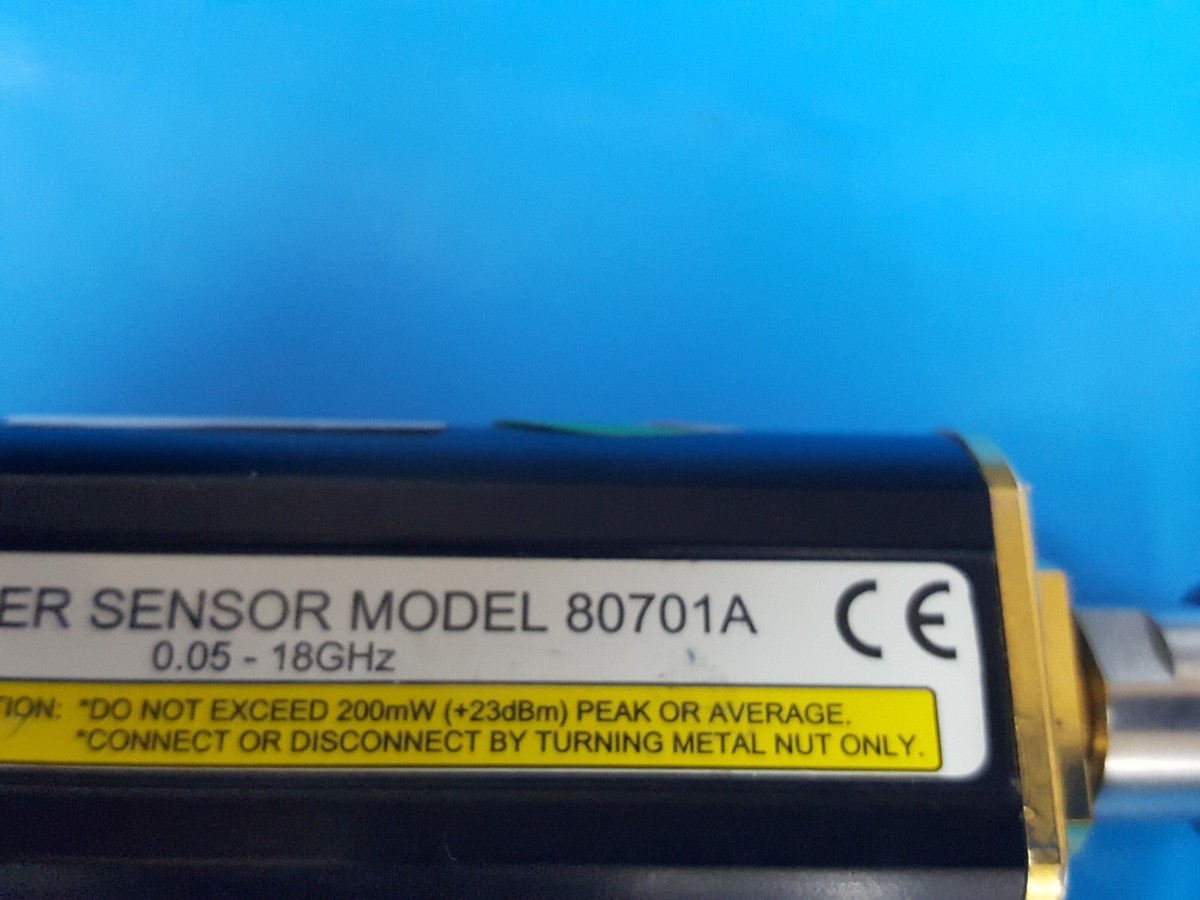 ER SENSOR MODEL 80701A CE
0.05 - 18GHz
TION: *DO NOT EXCEED 200mW (+23dBm) PEAK OR AVERAGE.
*CONNECT OR DISCONNECT BY TURNING METAL NUT ONLY.